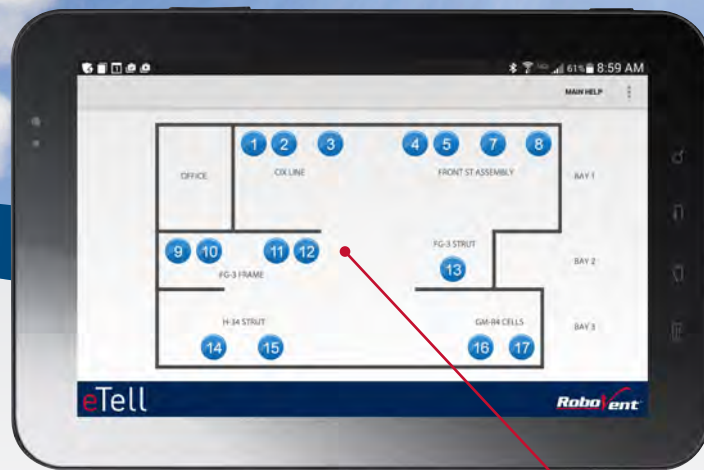 61% 8:59 AM
MAIN HELP
1 2 3 4 5 7 8
OFFICE CIX LINE FRONT ST ASSEMBLY BAY 1
9 10 11 12 FG-3 STRUT BAY 2
FG-3 FRAME 13
H-34 STRUT GM-84 CELLS BAY 3
14 15 16 17
eTell RoboVent